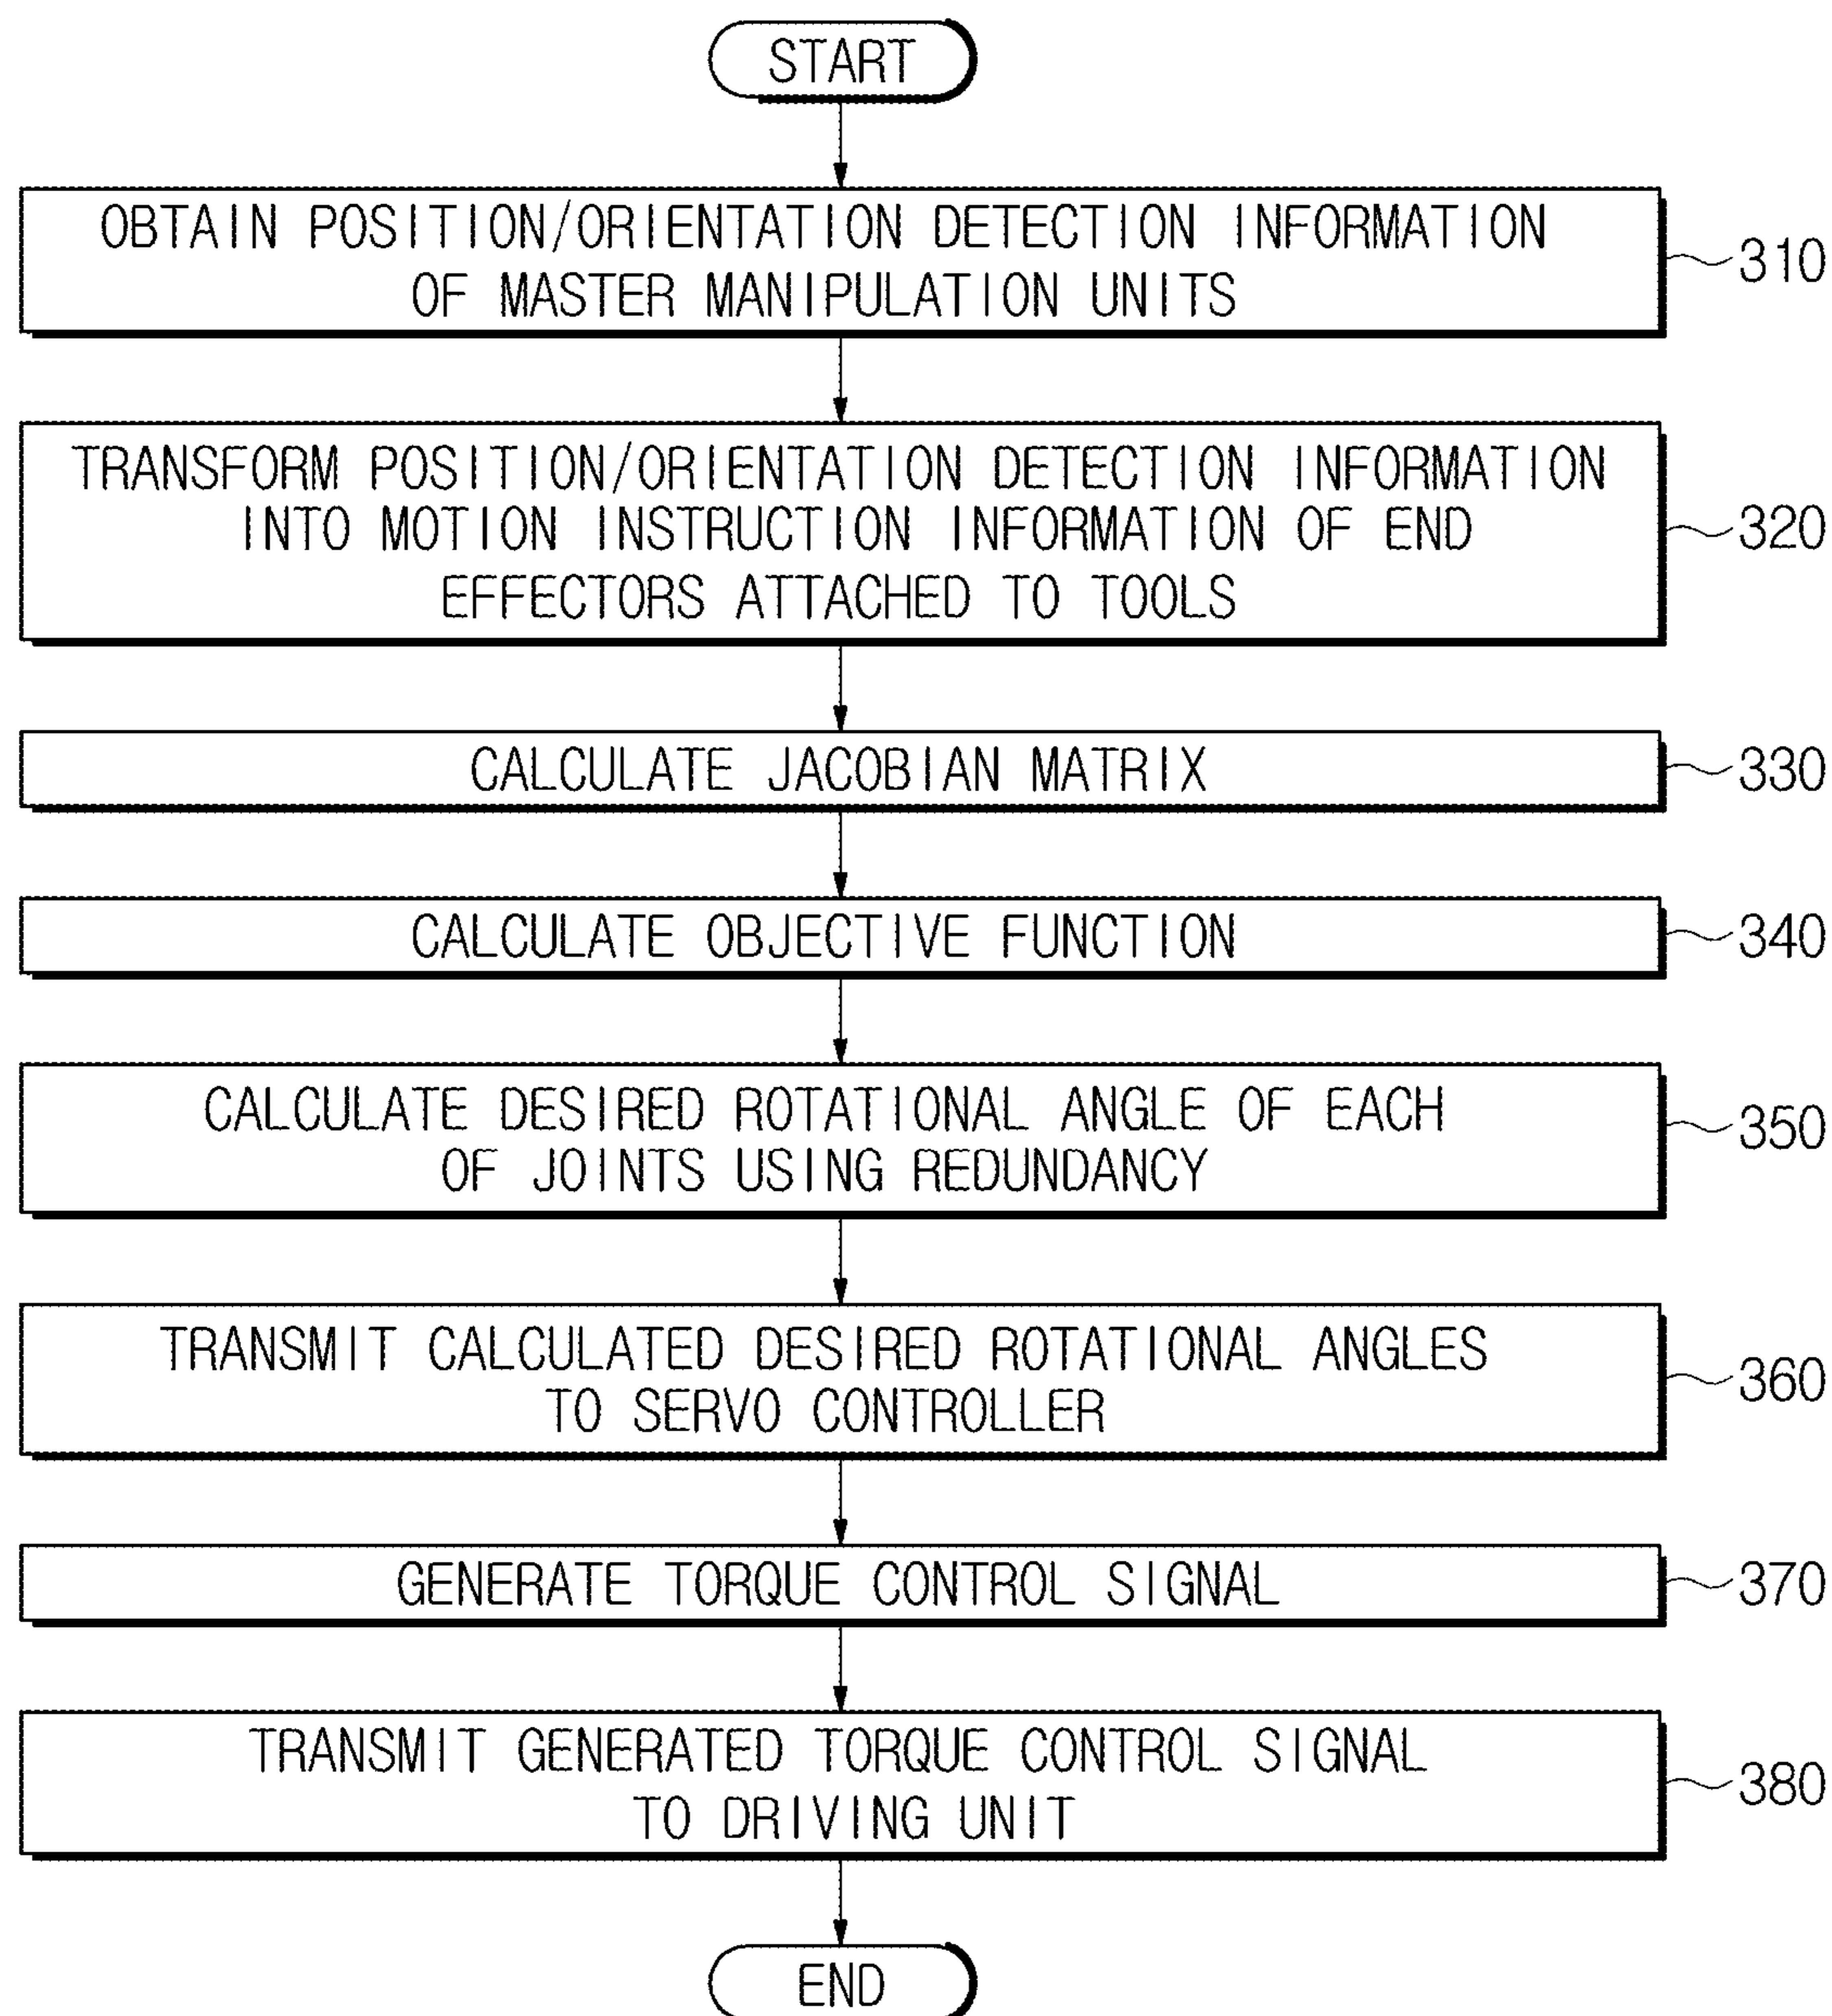 START
OBTAIN POSITION/ORIENTATION DETECTION INFORMATION
OF MASTER MANIPULATION UNITS
310
TRANSFORM POSITION/ORIENTATION DETECTION INFORMATION
INTO MOTION INSTRUCTION INFORMATION OF END
EFFECTORS ATTACHED TO TOOLS
320
CALCULATE JACOBIAN MATRIX
330
CALCULATE OBJECTIVE FUNCTION
340
CALCULATE DESIRED ROTATIONAL ANGLE OF EACH
OF JOINTS USING REDUNDANCY
350
TRANSMIT CALCULATED DESIRED ROTATIONAL ANGLES
TO SERVO CONTROLLER
360
GENERATE TORQUE CONTROL SIGNAL
370
TRANSMIT GENERATED TORQUE CONTROL SIGNAL
TO DRIVING UNIT
380
END